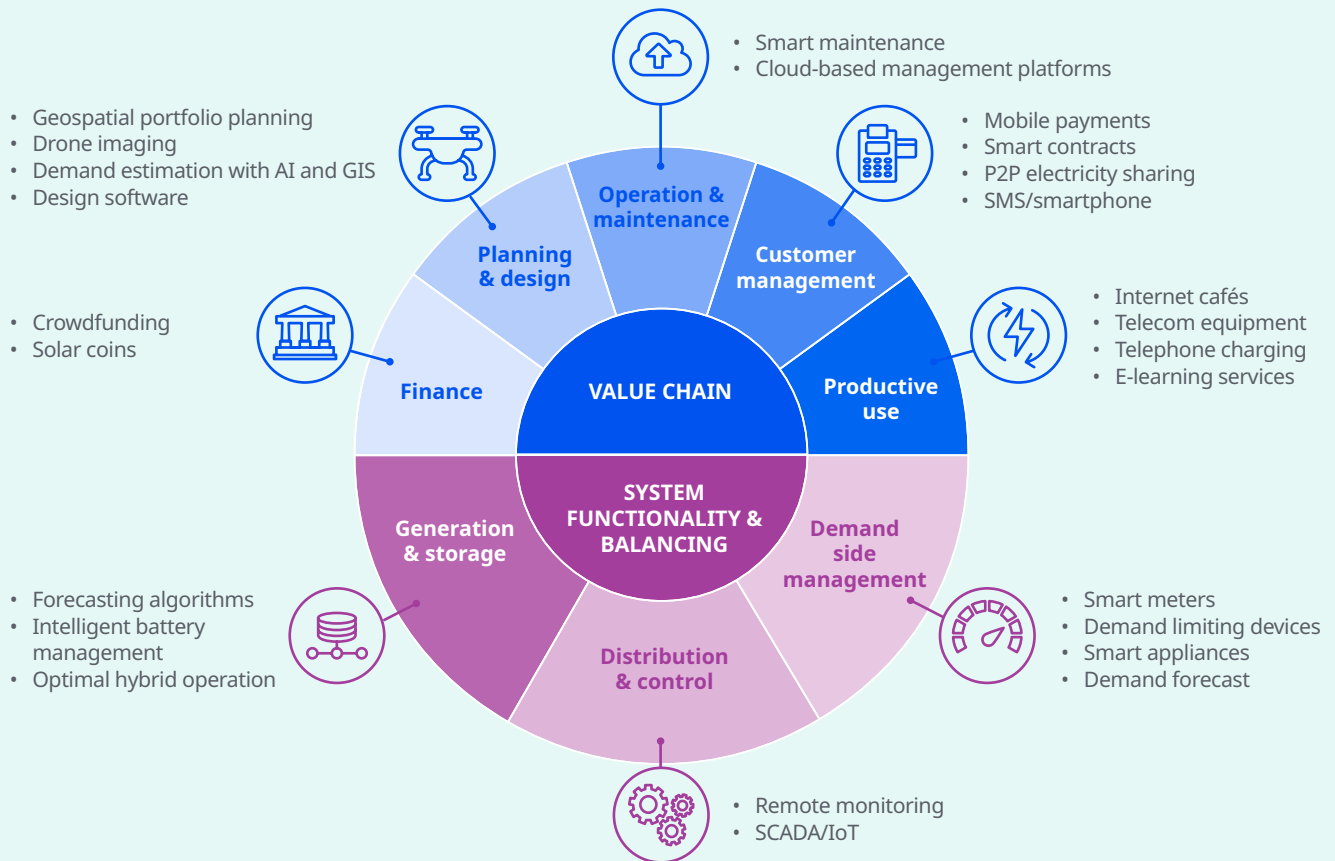 • Smart maintenance
• Cloud-based management platforms
• Geospatial portfolio planning
• Drone imaging
• Demand estimation with AI and GIS
• Design software
• Mobile payments
• Smart contracts
• P2P electricity sharing
• SMS/smartphone
Operation &
maintenance
Planning
& design
Customer
management
• Crowdfunding
• Solar coins
• Internet cafés
• Telecom equipment
• Telephone charging
• E-learning services
Finance
VALUE CHAIN
Productive
use
SYSTEM
FUNCTIONALITY &
BALANCING
Generation
& storage
Demand
side
management
Distribution
& control
• Forecasting algorithms
• Intelligent battery
management
• Optimal hybrid operation
• Smart meters
• Demand limiting devices
• Smart appliances
• Demand forecast
• Remote monitoring
• SCADA/IoT